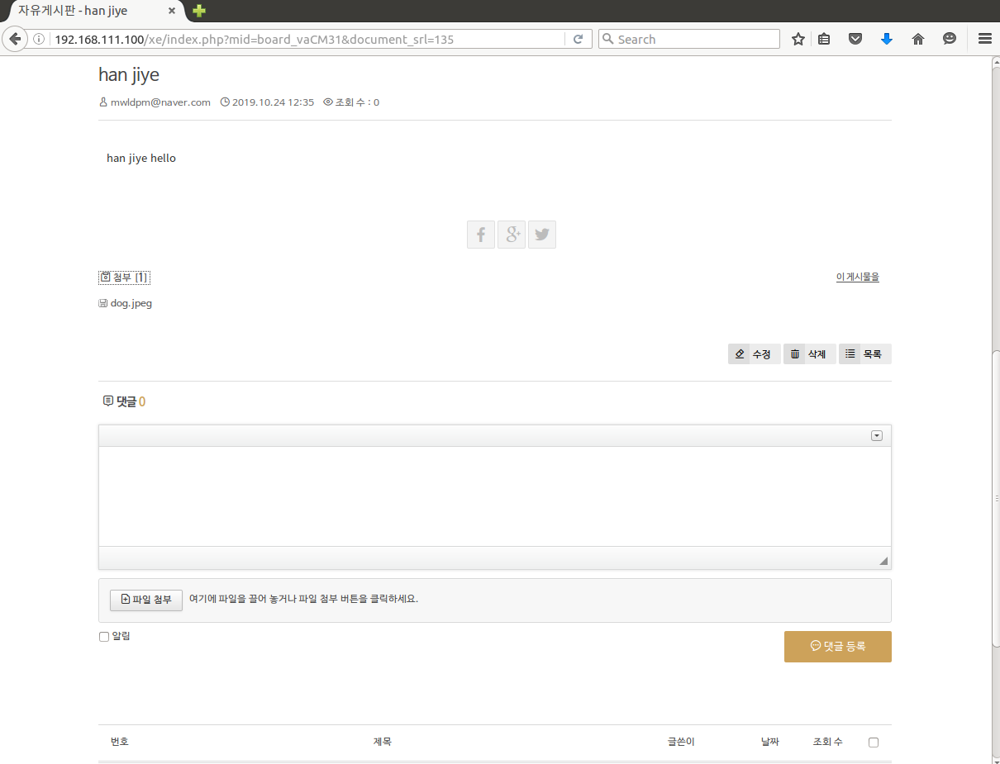 자유게시판 - han jiye
192.168.111.100/xe/index.php?mid=board_vaCM31&document_srl=135
Search
han jiye
mwldpm@naver.com 2019.10.24 12:35 조회 수 : 0
han jiye hello
첨부 [1]
이 게시물을
dog.jpeg
수정 삭제 목록
댓글 0
파일 첨부 여기에 파일을 끌어 놓거나 파일 첨부 버튼을 클릭하세요.
알림
댓글 등록
번호 제목 글쓴이 날짜 조회 수